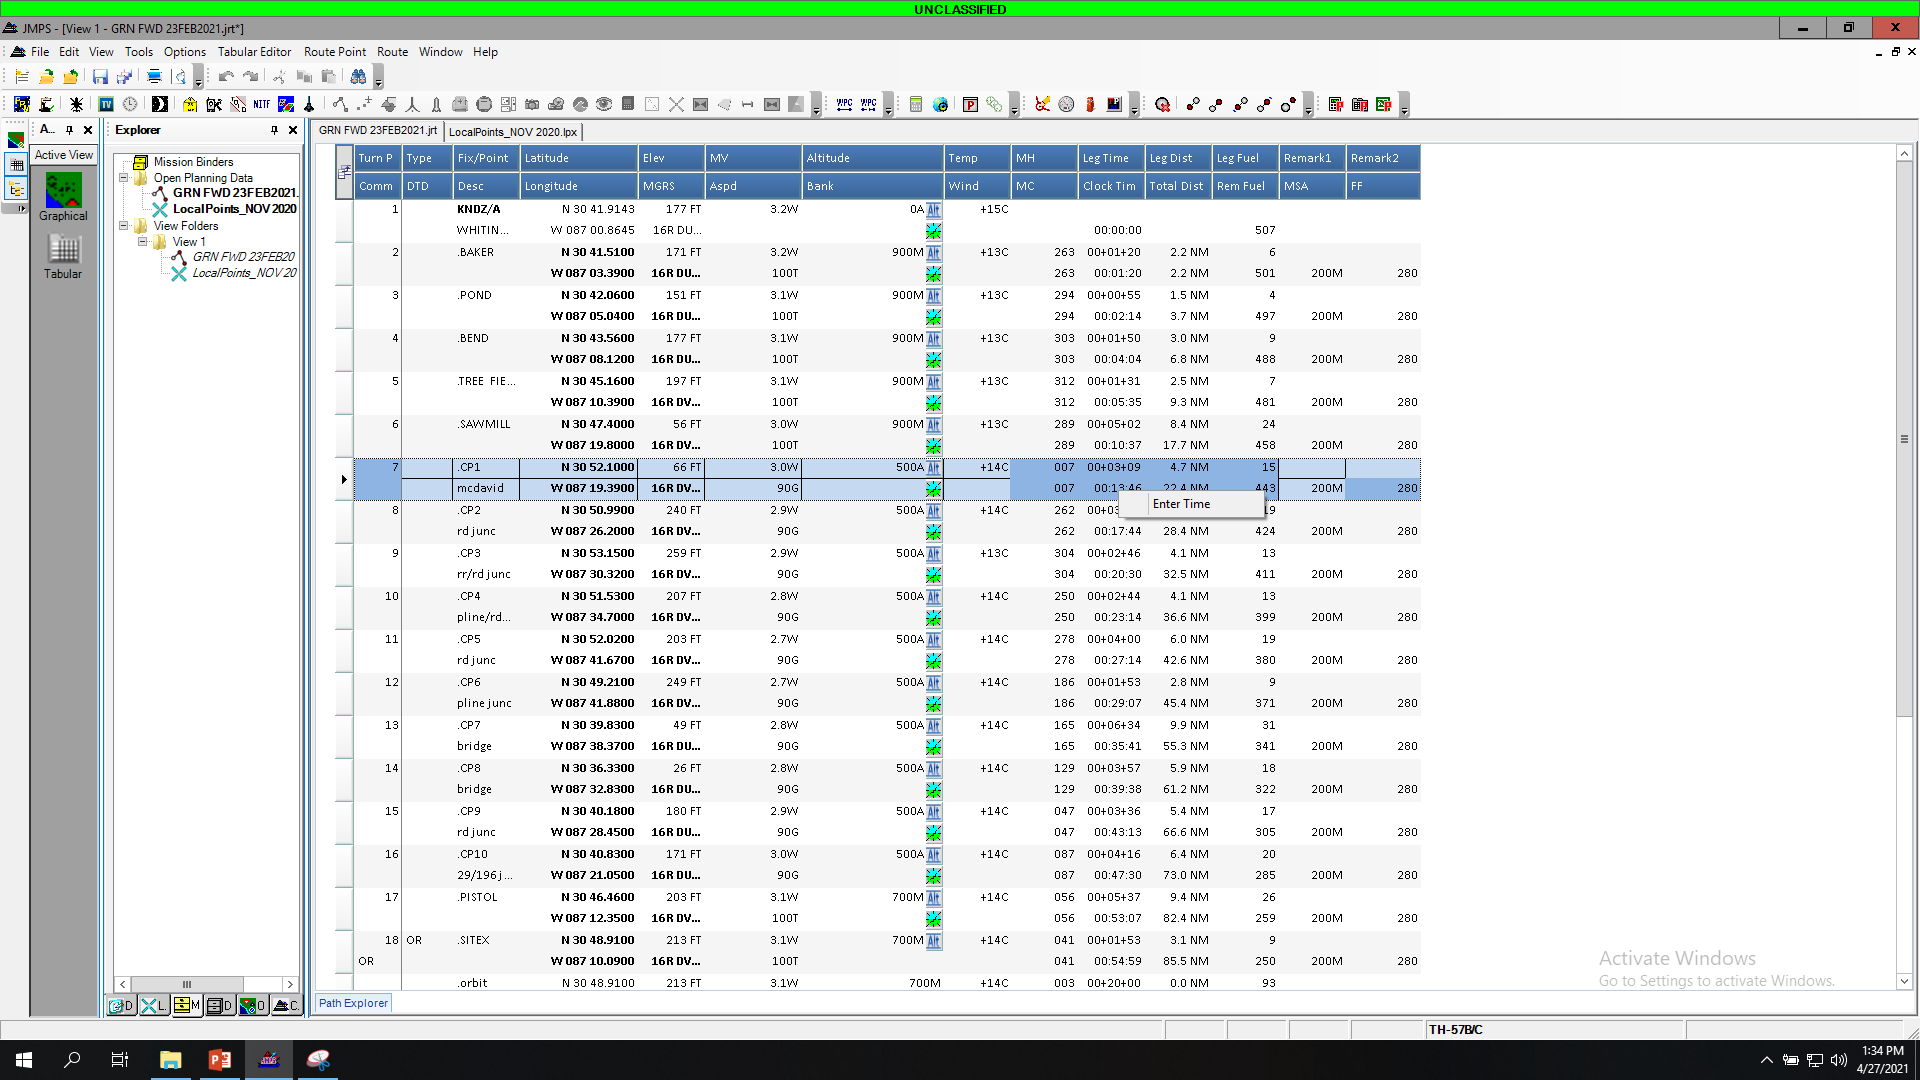 UNCLASSIFIED
JMPS - [View 1 - GRN FWD 23FEB2021.jrt*]
File Edit View Tools Options Tabular Editor Route Point Route Window Help
TV NITF WPC WPC
A... Explorer GRN FWD 23FEB2021.jrt LocalPoints_NOV 2020.lpx
Active View
Graphical
Tabular
Mission Binders
Open Planning Data
GRN FWD 23FEB2021.
LocalPoints_NOV 2020
View Folders
View 1
GRN FWD 23FEB20
LocalPoints_NOV 20
Turn P Type Fix/Point Latitude Elev MV Altitude Temp MH Leg Time Leg Dist Leg Fuel Remark1 Remark2
Comm DTD Desc Longitude MGRS Aspd Bank Wind MC Clock Tim Total Dist Rem Fuel MSA FF
1 KNDZ/A N 30 41.9143 177 FT 3.2W 0A Alt +15C
WHITIN... W 087 00.8645 16R DU... 00:00:00 507
2 .BAKER N 30 41.5100 171 FT 3.2W 900M Alt +13C 263 00+01+20 2.2 NM 6
W 087 03.3900 16R DU... 100T 263 00:01:20 2.2 NM 501 200M 280
3 .POND N 30 42.0600 151 FT 3.1W 900M Alt +13C 294 00+00+55 1.5 NM 4
W 087 05.0400 16R DU... 100T 294 00:02:14 3.7 NM 497 200M 280
4 .BEND N 30 43.5600 177 FT 3.1W 900M Alt +13C 303 00+01+50 3.0 NM 9
W 087 08.1200 16R DU... 100T 303 00:04:04 6.8 NM 488 200M 280
5 .TREE FIE... N 30 45.1600 197 FT 3.1W 900M Alt +13C 312 00+01+31 2.5 NM 7
W 087 10.3900 16R DV... 100T 312 00:05:35 9.3 NM 481 200M 280
6 .SAWMILL N 30 47.4000 56 FT 3.0W 900M Alt +13C 289 00+05+02 8.4 NM 24
W 087 19.8000 16R DV... 100T 289 00:10:37 17.7 NM 458 200M 280
7 .CP1 N 30 52.1000 66 FT 3.0W 500A Alt +14C 007 00+03+09 4.7 NM 15
mcdavid W 087 19.3900 16R DV... 90G 007 00:13:46 22.4 NM 443 200M 280
Enter Time
8 .CP2 N 30 50.9900 240 FT 2.9W 500A Alt +14C 262 00+03 19
rd junc W 087 26.2000 16R DV... 90G 262 00:17:44 28.4 NM 424 200M 280
9 .CP3 N 30 53.1500 259 FT 2.9W 500A Alt +13C 304 00+02+46 4.1 NM 13
rr/rd junc W 087 30.3200 16R DV... 90G 304 00:20:30 32.5 NM 411 200M 280
10 .CP4 N 30 51.5300 207 FT 2.8W 500A Alt +14C 250 00+02+44 4.1 NM 13
pline/rd... W 087 34.7000 16R DV... 90G 250 00:23:14 36.6 NM 399 200M 280
11 .CP5 N 30 52.0200 203 FT 2.7W 500A Alt +14C 278 00+04+00 6.0 NM 19
rd junc W 087 41.6700 16R DV... 90G 278 00:27:14 42.6 NM 380 200M 280
12 .CP6 N 30 49.2100 249 FT 2.7W 500A Alt +14C 186 00+01+53 2.8 NM 9
pline junc W 087 41.8800 16R DV... 90G 186 00:29:07 45.4 NM 371 200M 280
13 .CP7 N 30 39.8300 49 FT 2.8W 500A Alt +14C 165 00+06+34 9.9 NM 31
bridge W 087 38.3700 16R DU... 90G 165 00:35:41 55.3 NM 341 200M 280
14 .CP8 N 30 36.3300 26 FT 2.8W 500A Alt +14C 129 00+03+57 5.9 NM 18
bridge W 087 32.8300 16R DU... 90G 129 00:39:38 61.2 NM 322 200M 280
15 .CP9 N 30 40.1800 180 FT 2.9W 500A Alt +14C 047 00+03+36 5.4 NM 17
rd junc W 087 28.4500 16R DU... 90G 047 00:43:13 66.6 NM 305 200M 280
16 .CP10 N 30 40.8300 171 FT 3.0W 500A Alt +14C 087 00+04+16 6.4 NM 20
29/196 j... W 087 21.0500 16R DU... 90G 087 00:47:30 73.0 NM 285 200M 280
17 .PISTOL N 30 46.4600 203 FT 3.1W 700M Alt +14C 056 00+05+37 9.4 NM 26
W 087 12.3500 16R DV... 100T 056 00:53:07 82.4 NM 259 200M 280
18 OR .SITEX N 30 48.9100 213 FT 3.1W 700M Alt +14C 041 00+01+53 3.1 NM 9
OR W 087 10.0900 16R DV... 100T 041 00:54:59 85.5 NM 250 200M 280
.orbit N 30 48.9100 213 FT 3.1W 700M +14C 003 00+20+00 0.0 NM 93
Activate Windows
Go to Settings to activate Windows.
D L. M D O C.
Path Explorer
TH-57B/C
1:34 PM
4/27/2021